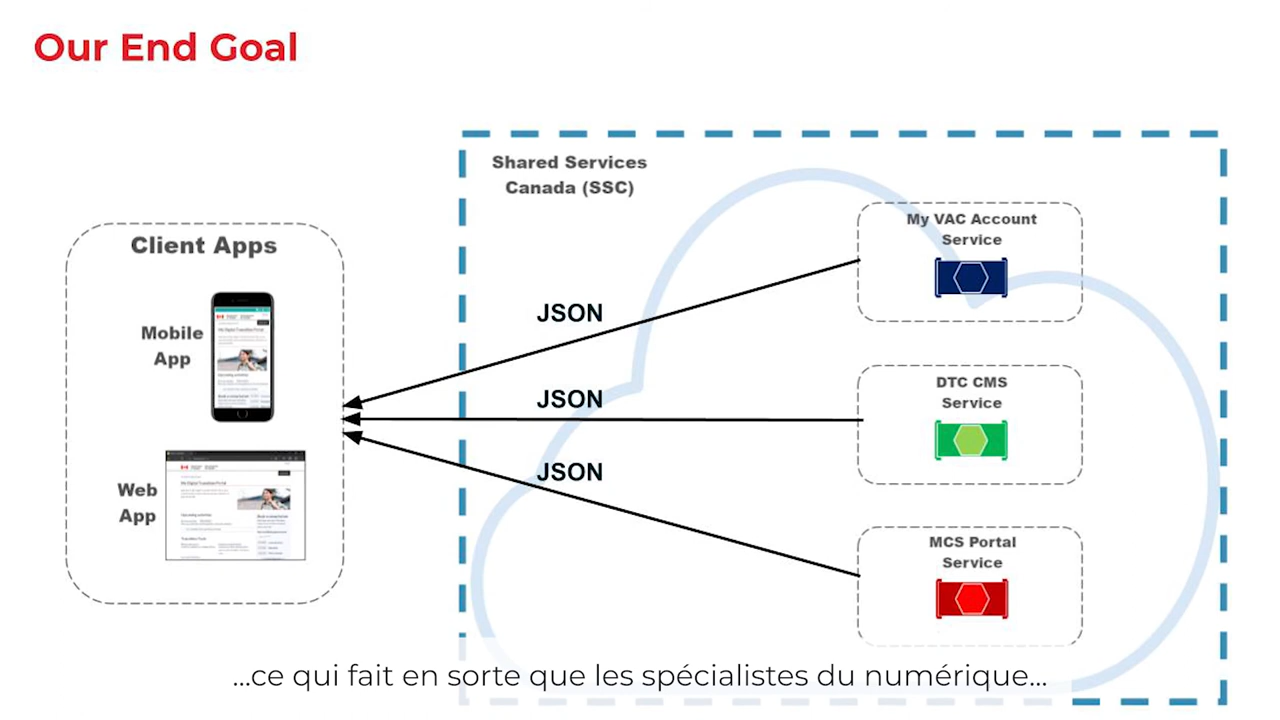 Our End Goal
Shared Services
Canada (SSC)
My VAC Account
Service
Client Apps
JSON
Mobile
App
DTC CMS
Service
JSON
JSON
Web
App
MCS Portal
Service
...ce qui fait en sorte que les spécialistes du numérique...